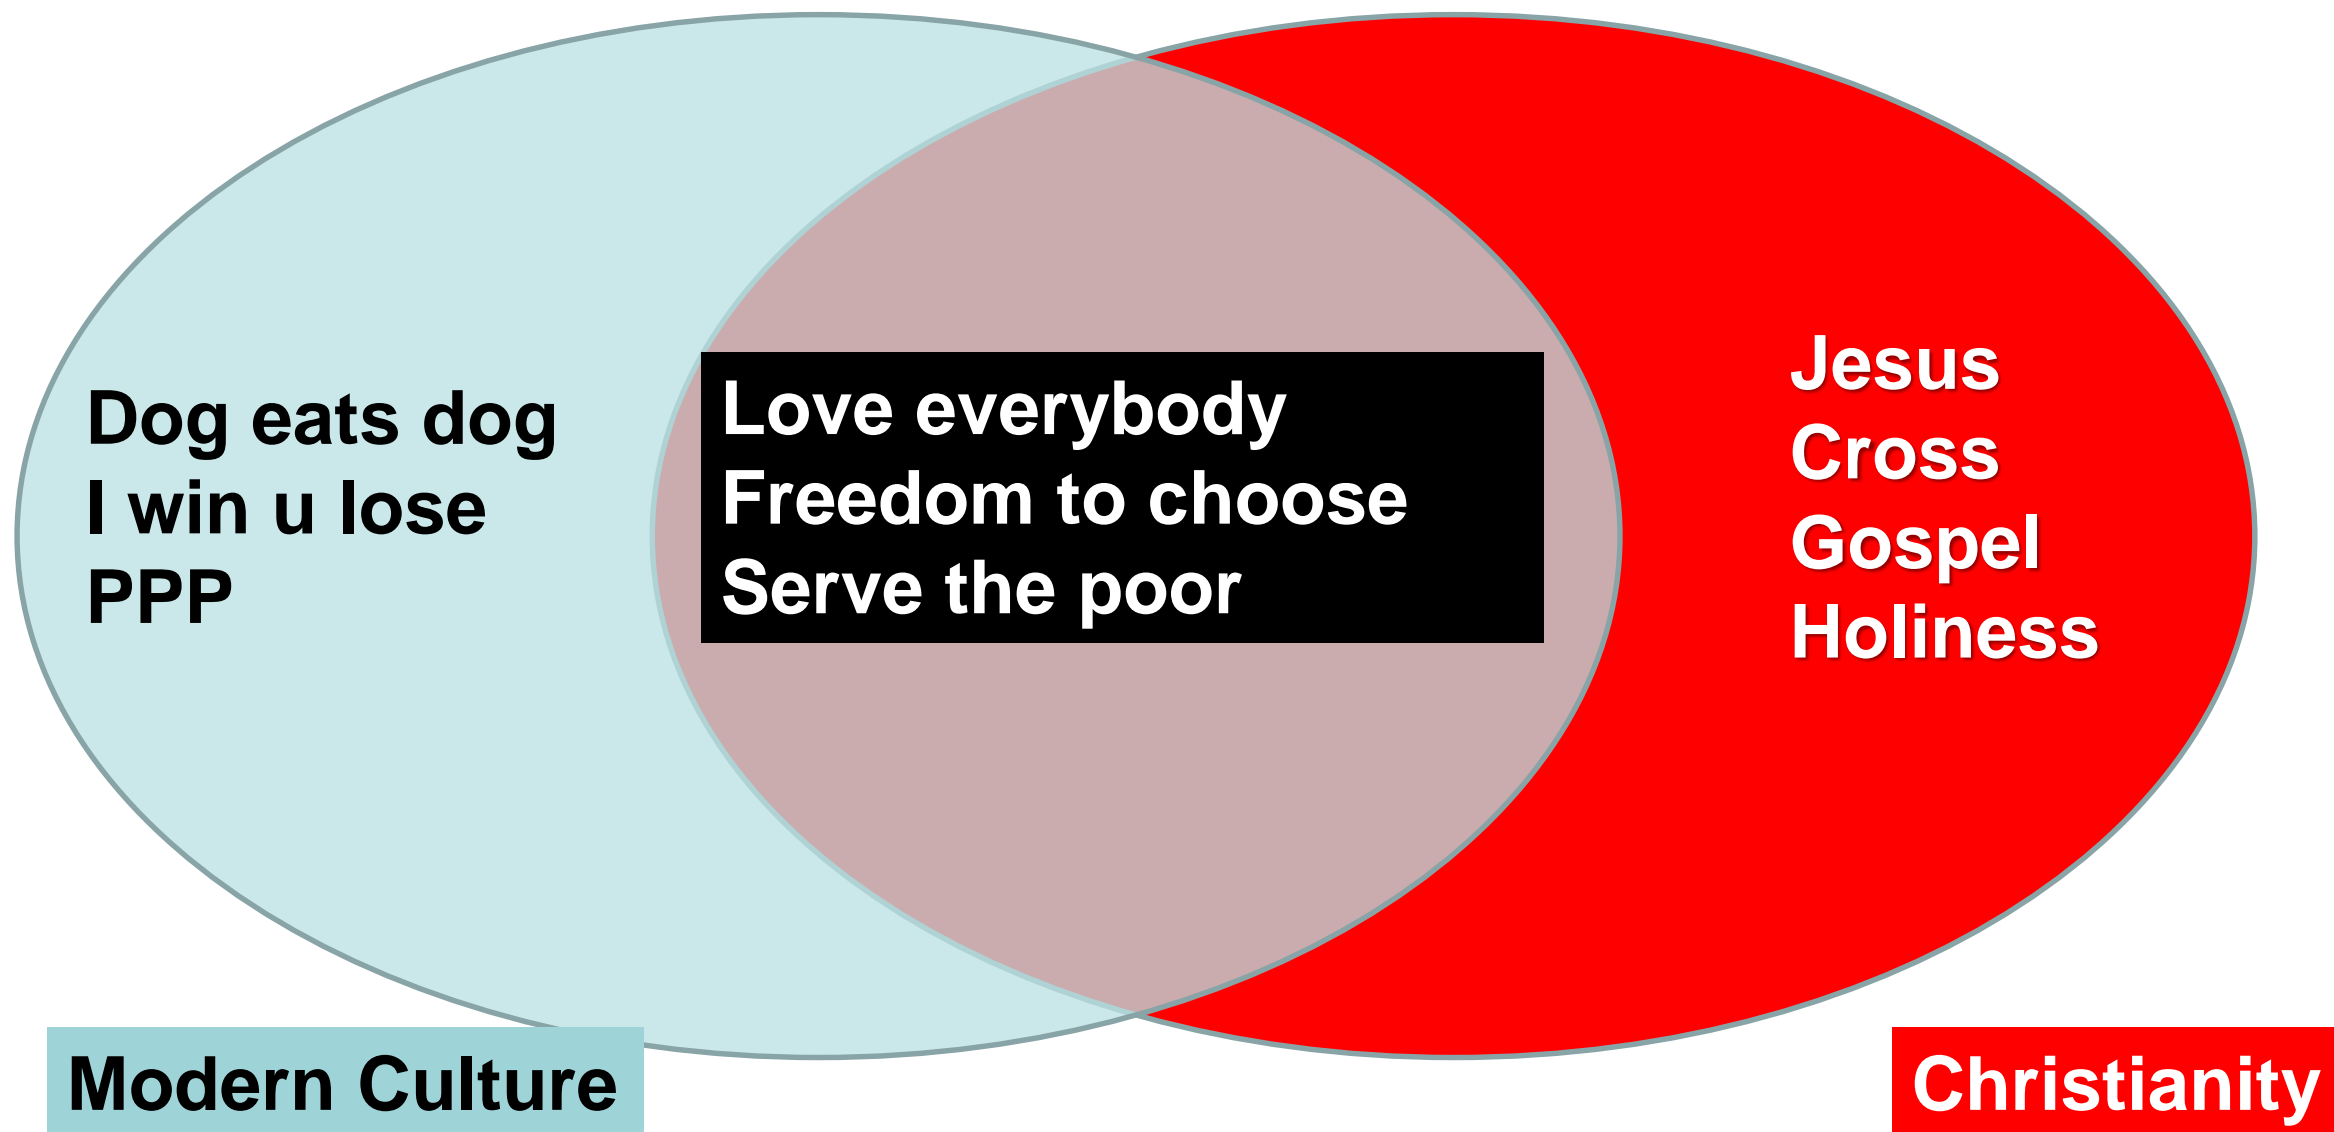 Dog eats dog
I win u lose
PPP
Love everybody
Freedom to choose
Serve the poor
Jesus
Cross
Gospel
Holiness
Modern Culture
Christianity